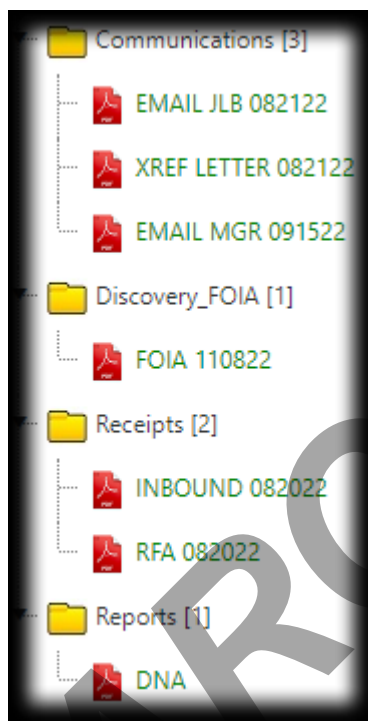 Communications [3]
EMAIL JLB 082122
XREF LETTER 082122
EMAIL MGR 091522
Discovery_FOIA [1]
FOIA 110822
Receipts [2]
INBOUND 082022
RFA 082022
Reports [1]
DNA